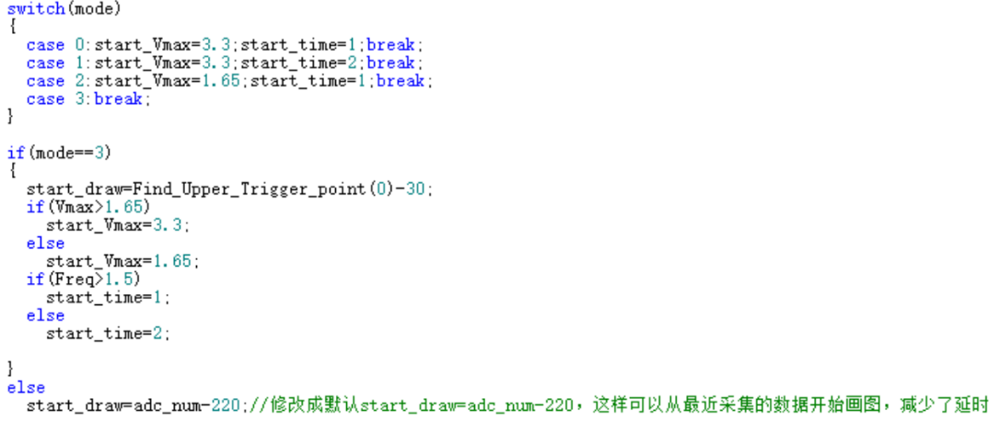 switch(mode)
{
case 0:start_Vmax=3.3;start_time=1;break;
case 1:start_Vmax=3.3;start_time=2;break;
case 2:start_Vmax=1.65;start_time=1;break;
case 3:break;
}
if(mode==3)
{
start_draw=Find_Upper_Trigger_point(0)-30;
if(Vmax>1.65)
start_Vmax=3.3;
else
start_Vmax=1.65;
if(Freq>1.5)
start_time=1;
else
start_time=2;
}
else
start_draw=adc_num-220;//修改成默认start_draw=adc_num-220，这样可以从最近采集的数据开始画图，减少了延时